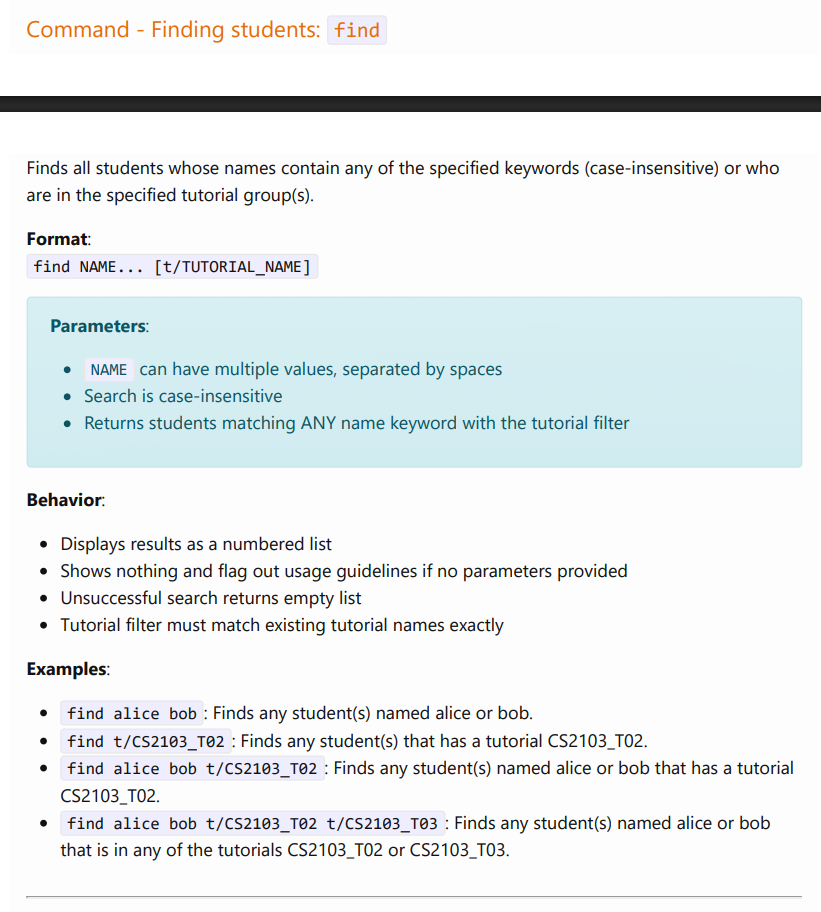 Command - Finding students: find
Finds all students whose names contain any of the specified keywords (case-insensitive) or who
are in the specified tutorial group(s).
Format:
find NAME... [t/TUTORIAL_NAME]
Parameters:
• NAME can have multiple values, separated by spaces
• Search is case-insensitive
• Returns students matching ANY name keyword with the tutorial filter
Behavior:
• Displays results as a numbered list
• Shows nothing and flag out usage guidelines if no parameters provided
• Unsuccessful search returns empty list
• Tutorial filter must match existing tutorial names exactly
Examples:
• find alice bob : Finds any student(s) named alice or bob.
• find t/CS2103_T02 : Finds any student(s) that has a tutorial CS2103_T02.
• find alice bob t/CS2103_T02 : Finds any student(s) named alice or bob that has a tutorial
CS2103_T02.
• find alice bob t/CS2103_T02 t/CS2103_T03 : Finds any student(s) named alice or bob
that is in any of the tutorials CS2103_T02 or CS2103_T03.